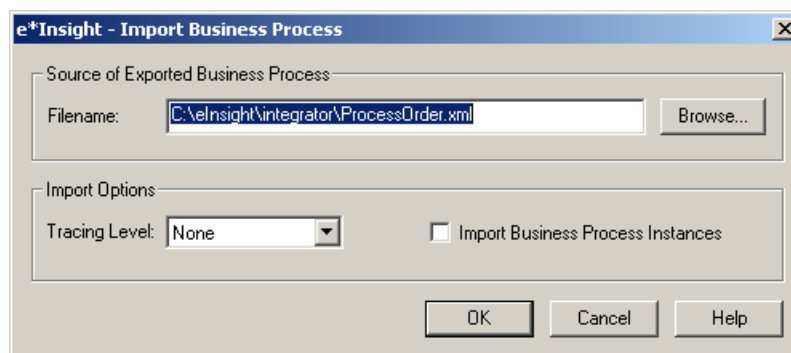 e*Insight - Import Business Process
Source of Exported Business Process
Filename: C:\eInsight\integrator\ProcessOrder.xml Browse...
Import Options
Tracing Level: None Import Business Process Instances
OK Cancel Help